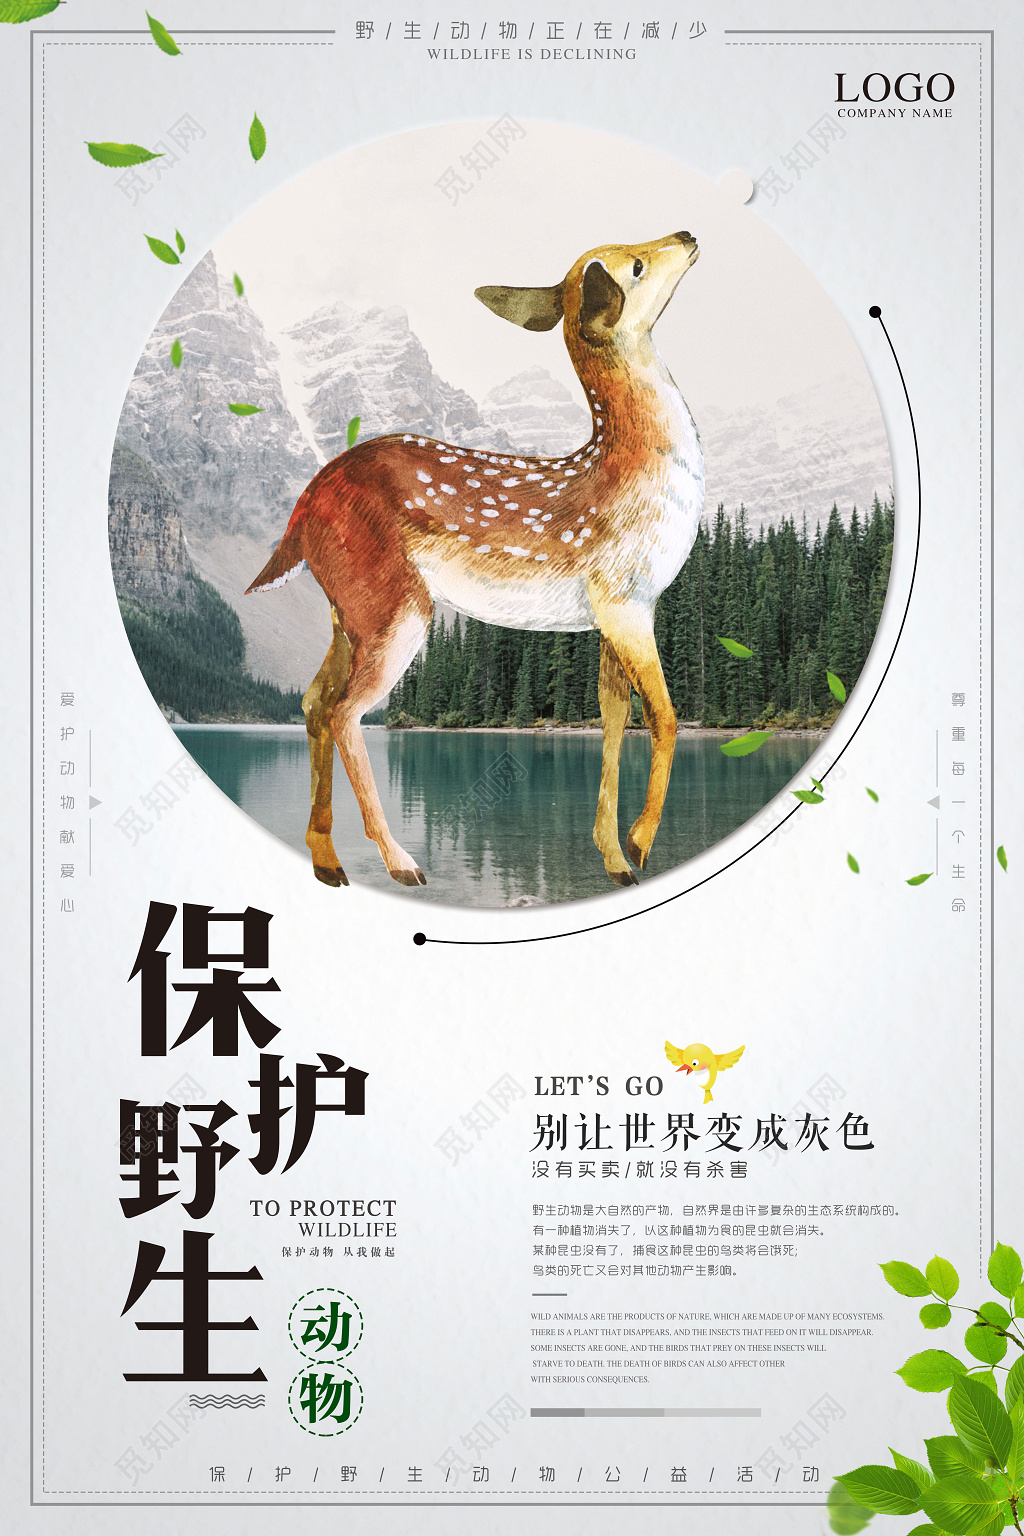 野/生/动/物/正/在/减/少
WILDLIFE IS DECLINING
LOGO
COMPANY NAME
爱护动物献爱心
尊重每一个生命
保护
野生
动物
TO PROTECT
WILDLIFE
保护动物 从我做起
LET'S GO
别让世界变成灰色
没有买卖/就没有杀害
野生动物是大自然的产物，自然界是由许多复杂的生态系统构成的。
有一种植物消失了，以这种植物为食的昆虫就会消失。
某种昆虫没有了，捕食这种昆虫的鸟类将会饿死；
鸟类的死亡又会对其他动物产生影响。
WILD ANIMALS ARE THE PRODUCTS OF NATURE, WHICH ARE MADE UP OF MANY ECOSYSTEMS.
THERE IS A PLANT THAT DISAPPEARS, AND THE INSECTS THAT FEED ON IT WILL DISAPPEAR.
SOME INSECTS ARE GONE, AND THE BIRDS THAT PREY ON THESE INSECTS WILL
STARVE TO DEATH. THE DEATH OF BIRDS CAN ALSO AFFECT OTHER
WITH SERIOUS CONSEQUENCES.
保/护/野/生/动/物/公/益/活/动
觅知网